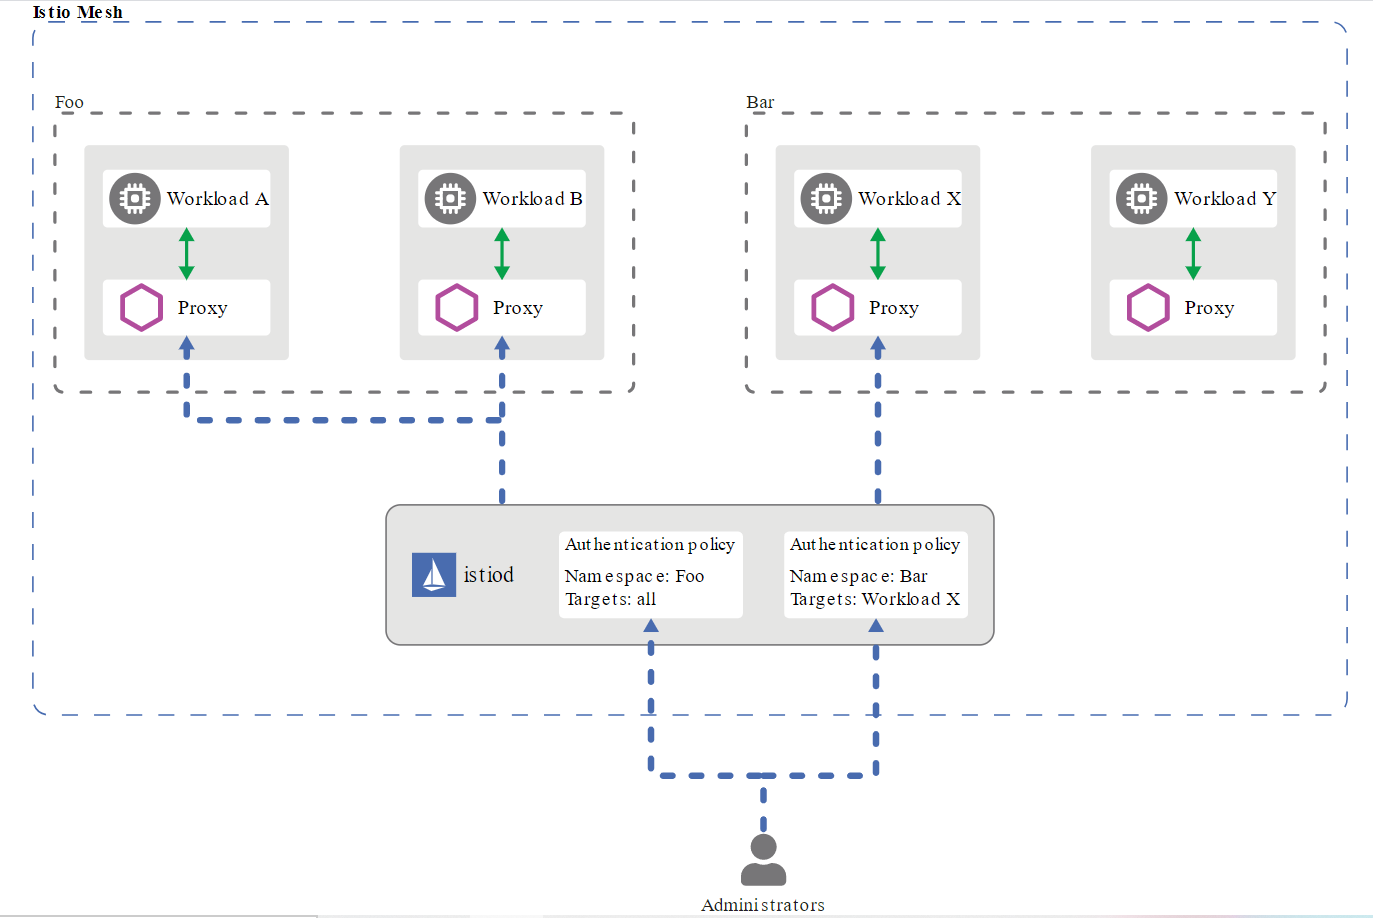 Istio Mesh
Foo
Bar
Workload A
Workload B
Workload X
Workload Y
Proxy
Proxy
Proxy
Proxy
istiod
Authentication policy
Namespace: Foo
Targets: all
Authentication policy
Namespace: Bar
Targets: Workload X
Administrators